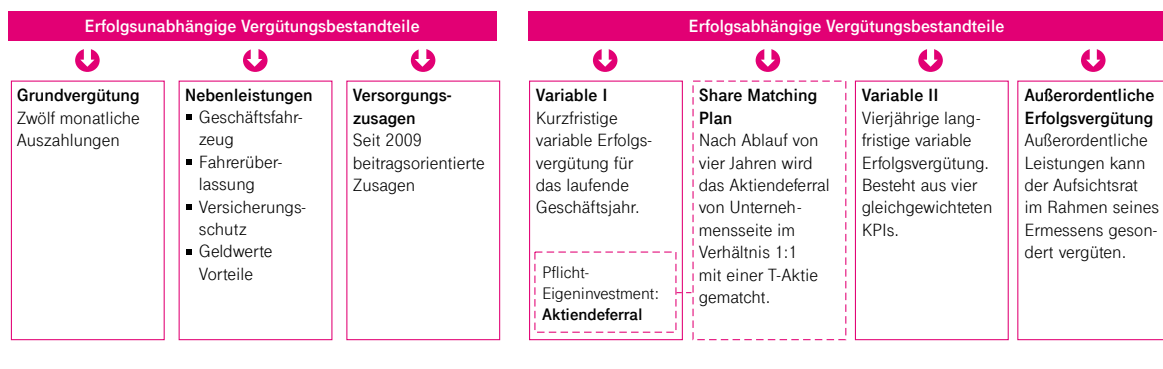 Erfolgsunabhängige Vergütungsbestandteile
Grundvergütung
Zwölf monatliche
Auszahlungen
Nebenleistungen
▪ Geschäftsfahr-
zeug
▪ Fahrerüber-
lassung
▪ Versicherungs-
schutz
▪ Geldwerte
Vorteile
Versorgungs-
zusagen
Seit 2009
beitragsorientierte
Zusagen
Erfolgsabhängige Vergütungsbestandteile
Variable I
Kurzfristige
variable Erfolgs-
vergütung für
das laufende
Geschäftsjahr.
Pflicht-
Eigeninvestment:
Aktiendeferral
Share Matching
Plan
Nach Ablauf von
vier Jahren wird
das Aktiendeferral
von Unterneh-
mensseite im
Verhältnis 1:1
mit einer T-Aktie
gematcht.
Variable II
Vierjährige lang-
fristige variable
Erfolgsvergütung.
Besteht aus vier
gleichgewichteten
KPIs.
Außerordentliche
Erfolgsvergütung
Außerordentliche
Leistungen kann
der Aufsichtsrat
im Rahmen seines
Ermessens geson-
dert vergüten.